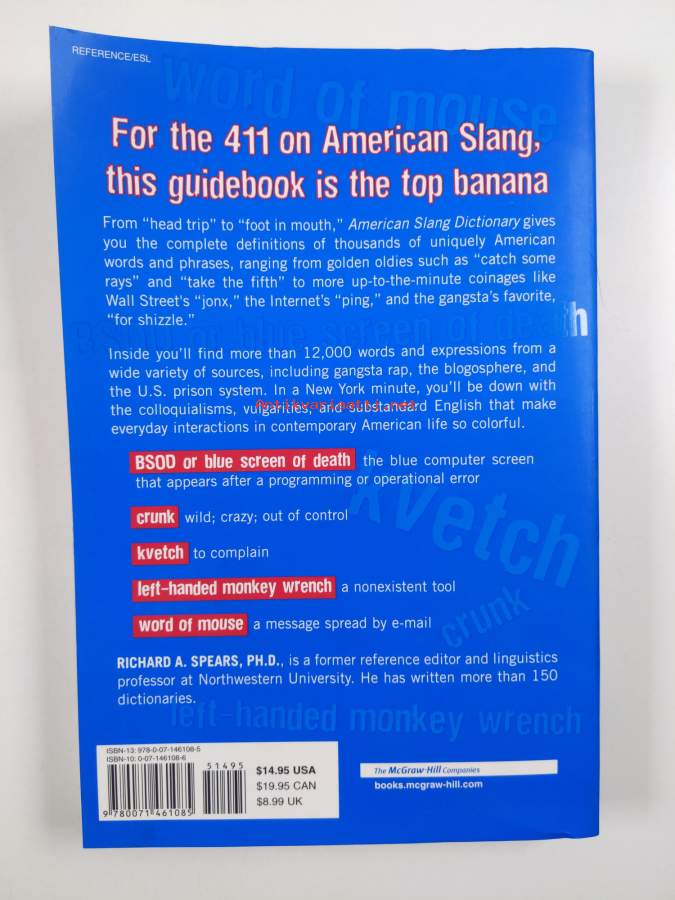 REFERENCE/ESL
word of mouse
For the 411 on American Slang,
this guidebook is the top banana
From “head trip” to “foot in mouth,” American Slang Dictionary gives
you the complete definitions of thousands of uniquely American
words and phrases, ranging from golden oldies such as “catch some
rays” and “take the fifth” to more up-to-the-minute coinages like
Wall Street's “jonx,” the Internet’s “ping,” and the gangsta’s favorite,
“for shizzle.”
BSOD or blue screen of death
Inside you’ll find more than 12,000 words and expressions from a
wide variety of sources, including gangsta rap, the blogosphere, and
the U.S. prison system. In a New York minute, you’ll be down with
the colloquialisms, vulgarities, and substandard English that make
Antikvariaatti.net
everyday interactions in contemporary American life so colorful.
BSOD or blue screen of death the blue computer screen
that appears after a programming or operational error
kvetch
crunk wild; crazy; out of control
kvetch to complain
left-handed monkey wrench a nonexistent tool
word of mouse a message spread by e-mail
crunk
RICHARD A. SPEARS, PH.D., is a former reference editor and linguistics
professor at Northwestern University. He has written more than 150
dictionaries.
left-handed monkey wrench
ISBN-13: 978-0-07-146108-5
ISBN-10: 0-07-146108-6
51495
9780071461085
$14.95 USA
$19.95 CAN
$8.99 UK
The McGraw·Hill Companies
books.mcgraw-hill.com